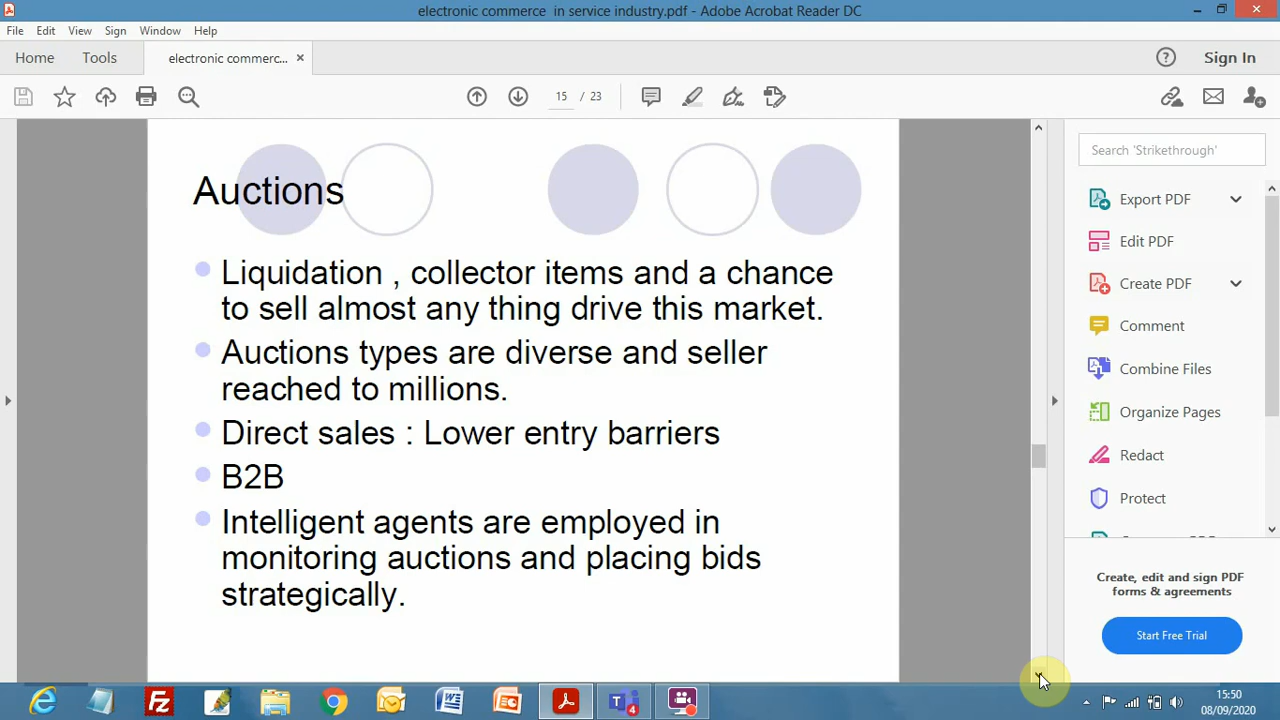 electronic commerce in service industry.pdf - Adobe Acrobat Reader DC
File Edit View Sign Window Help
Home Tools electronic commerc... × Sign In
15 / 23
Search 'Strikethrough'
Auctions
Liquidation , collector items and a chance
to sell almost any thing drive this market.
Auctions types are diverse and seller
reached to millions.
Direct sales : Lower entry barriers
B2B
Intelligent agents are employed in
monitoring auctions and placing bids
strategically.
Export PDF
Edit PDF
Create PDF
Comment
Combine Files
Organize Pages
Redact
Protect
Create, edit and sign PDF
forms & agreements
Start Free Trial
4
15:50
08/09/2020